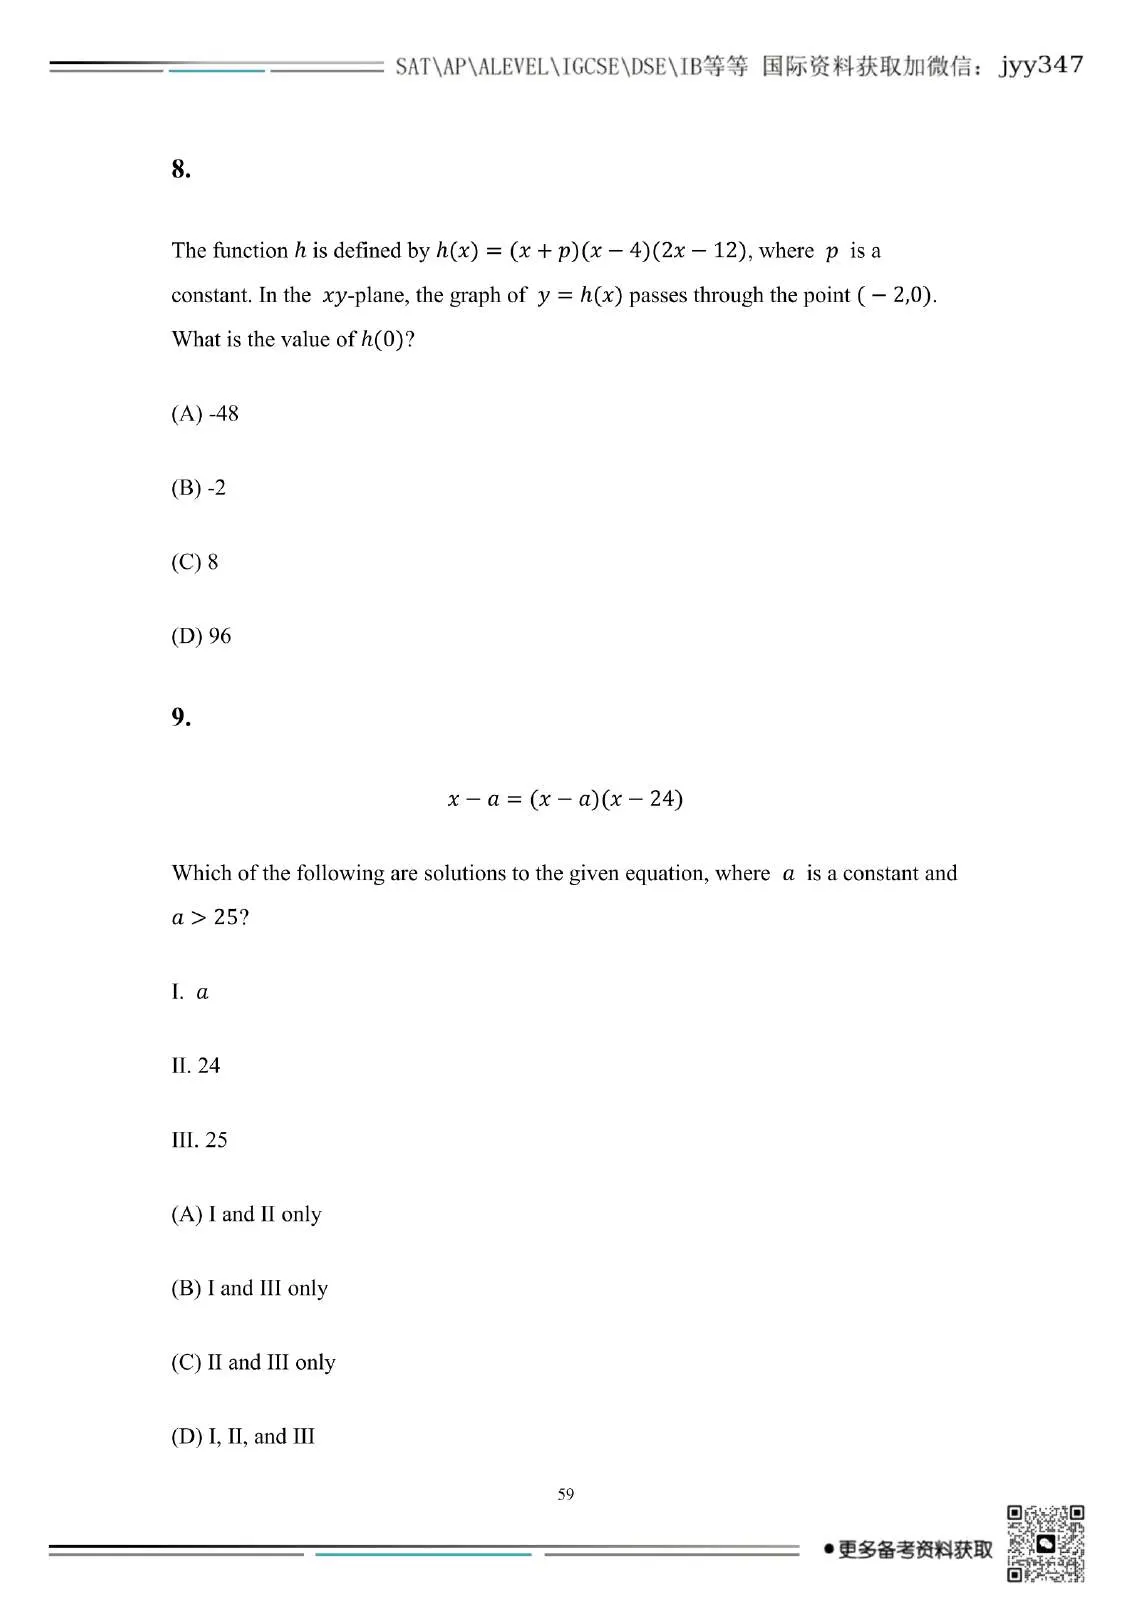 SAT\AP\ALEVEL\IGCSE\DSE\IB等等 国际资料获取加微信: jyy347
8.
The function h is defined by h(x) = (x + p)(x − 4)(2x − 12), where p is a
constant. In the xy-plane, the graph of y = h(x) passes through the point ( − 2,0).
What is the value of h(0)?
(A) -48
(B) -2
(C) 8
(D) 96
9.
x − a = (x − a)(x − 24)
Which of the following are solutions to the given equation, where a is a constant and
a > 25?
I. a
II. 24
III. 25
(A) I and II only
(B) I and III only
(C) II and III only
(D) I, II, and III
59
●更多备考资料获取